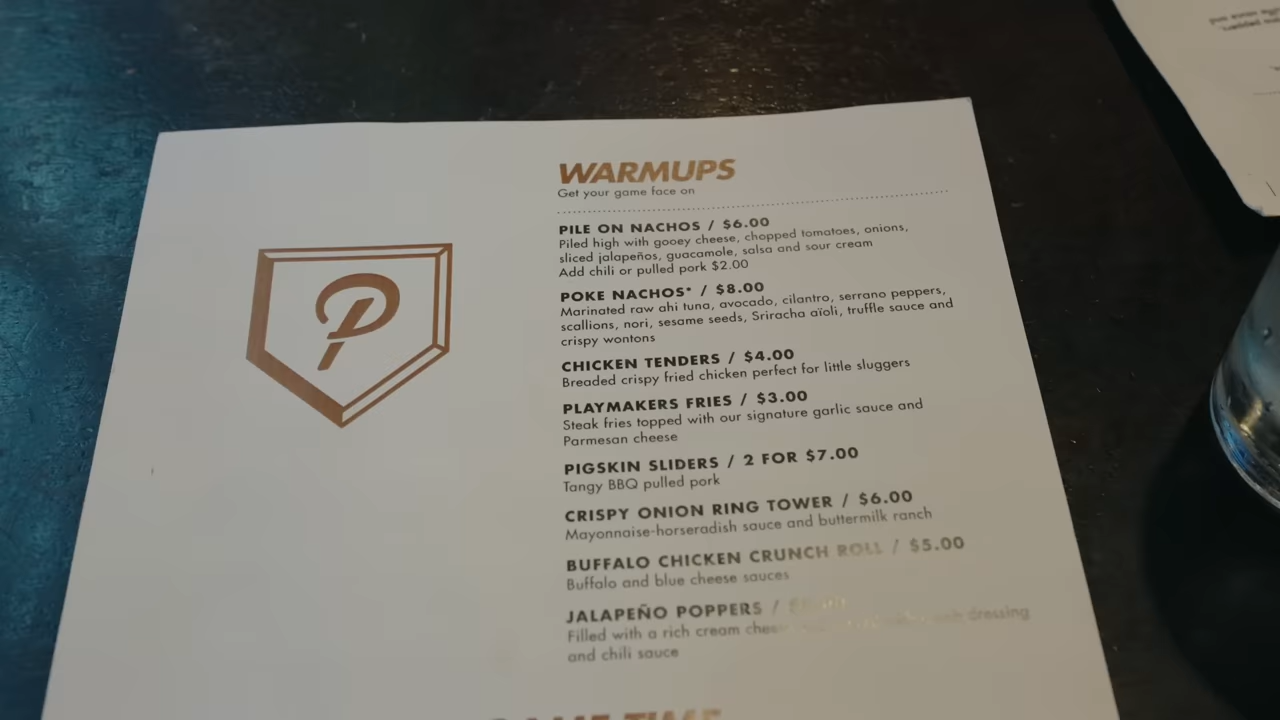 WARMUPS
Get your game face on
PILE ON NACHOS / $6.00
Piled high with gooey cheese, chopped tomatoes, onions,
sliced jalapeños, guacamole, salsa and sour cream
Add chili or pulled pork $2.00
POKE NACHOS* / $8.00
Marinated raw ahi tuna, avocado, cilantro, serrano peppers,
scallions, nori, sesame seeds, Sriracha aïoli, truffle sauce and
crispy wontons
CHICKEN TENDERS / $4.00
Breaded crispy fried chicken perfect for little sluggers
PLAYMAKERS FRIES / $3.00
Steak fries topped with our signature garlic sauce and
Parmesan cheese
PIGSKIN SLIDERS / 2 FOR $7.00
Tangy BBQ pulled pork
CRISPY ONION RING TOWER / $6.00
Mayonnaise-horseradish sauce and buttermilk ranch
BUFFALO CHICKEN CRUNCH ROLL / $5.00
Buffalo and blue cheese sauces
JALAPEÑO POPPERS /
Filled with a rich cream dressing
and chili sauce
P